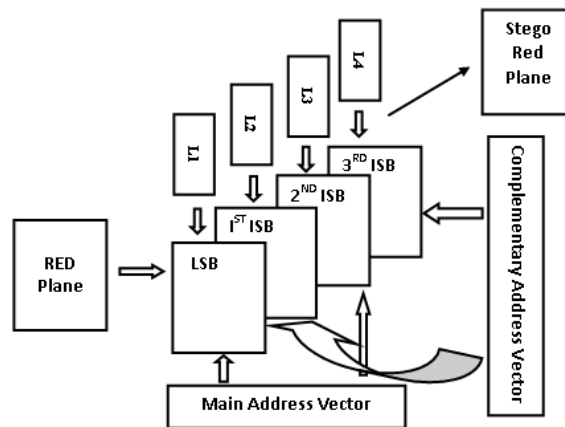 Stego
Red
Plane
L4
L3
L2
L1
3RD ISB
2ND ISB
IST ISB
LSB
RED
Plane
Complementary Address Vector
Main Address Vector